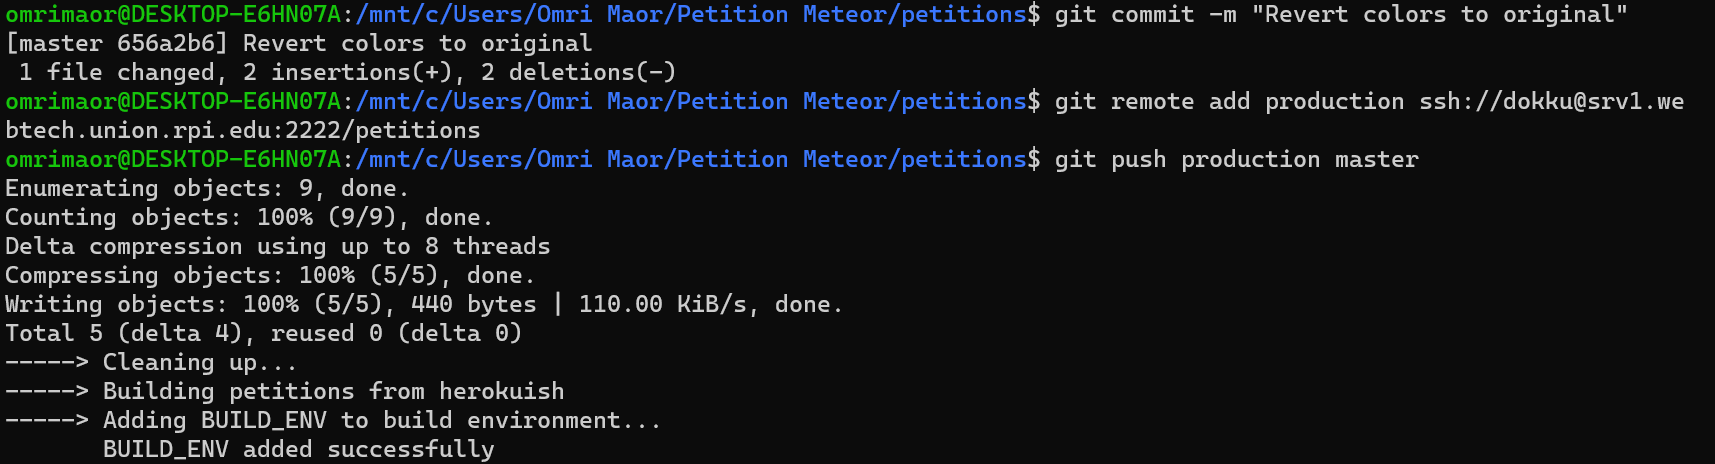 omrimaor@DESKTOP-E6HN07A:/mnt/c/Users/Omri Maor/Petition Meteor/petitions$ git commit -m "Revert colors to original"
[master 656a2b6] Revert colors to original
 1 file changed, 2 insertions(+), 2 deletions(-)
omrimaor@DESKTOP-E6HN07A:/mnt/c/Users/Omri Maor/Petition Meteor/petitions$ git remote add production ssh://dokku@srv1.we
btech.union.rpi.edu:2222/petitions
omrimaor@DESKTOP-E6HN07A:/mnt/c/Users/Omri Maor/Petition Meteor/petitions$ git push production master
Enumerating objects: 9, done.
Counting objects: 100% (9/9), done.
Delta compression using up to 8 threads
Compressing objects: 100% (5/5), done.
Writing objects: 100% (5/5), 440 bytes | 110.00 KiB/s, done.
Total 5 (delta 4), reused 0 (delta 0)
-----> Cleaning up...
-----> Building petitions from herokuish
-----> Adding BUILD_ENV to build environment...
       BUILD_ENV added successfully